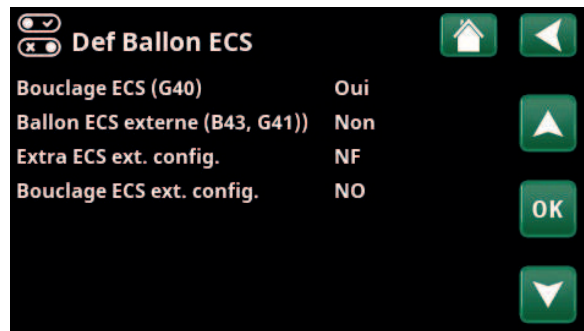 Def Ballon ECS
Bouclage ECS (G40) Oui
Ballon ECS externe (B43, G41)) Non
Extra ECS ext. config. NF
Bouclage ECS ext. config. NO
OK